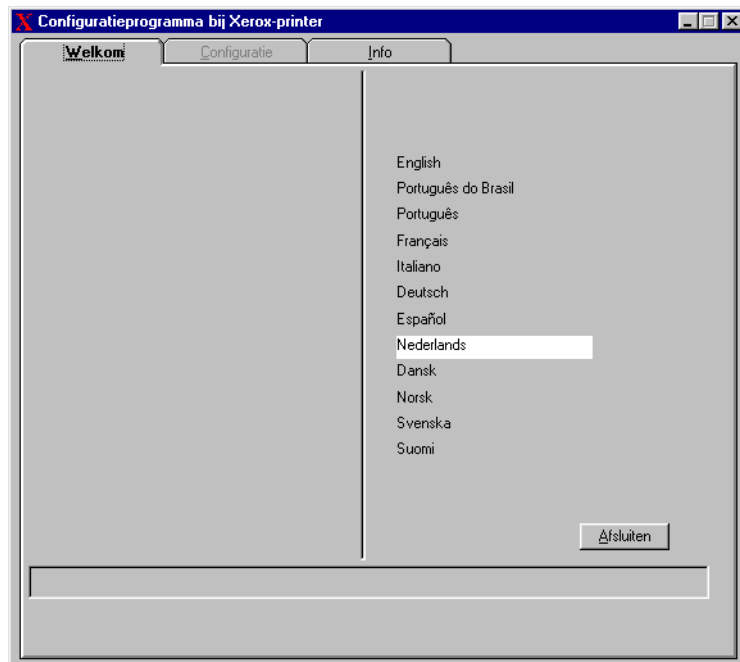 Configuratieprogramma bij Xerox-printer
Welkom Configuratie Info
English
Português do Brasil
Português
Français
Italiano
Deutsch
Español
Nederlands
Dansk
Norsk
Svenska
Suomi
Afsluiten